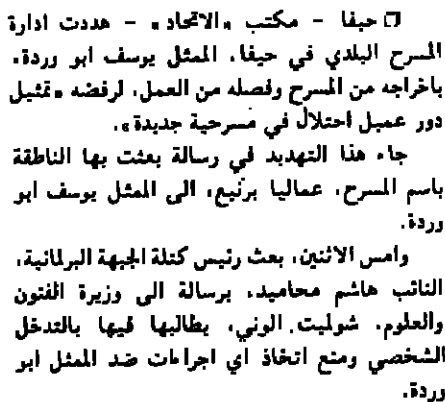 □ حيفا - مكتب «الاتحاد» - هددت ادارة
المسرح البلدي في حيفا، الممثل يوسف ابو وردة،
باخراجه من المسرح وفصله من العمل، لرفضه «تمثيل
دور عميل احتلال في مسرحية جديدة».
جاء هذا التهديد في رسالة بعثت بها الناطقة
باسم المسرح، عماليا برنيع، الى الممثل يوسف ابو
وردة.
وامس الاثنين، بعث رئيس كتلة الجبهة البرلمانية،
النائب هاشم محاميد، برسالة الى وزيرة الفنون
والعلوم، شولميت الوني، يطالبها فيها بالتدخل
الشخصي ومنع اتخاذ اي اجراءات ضد الممثل ابو
وردة.